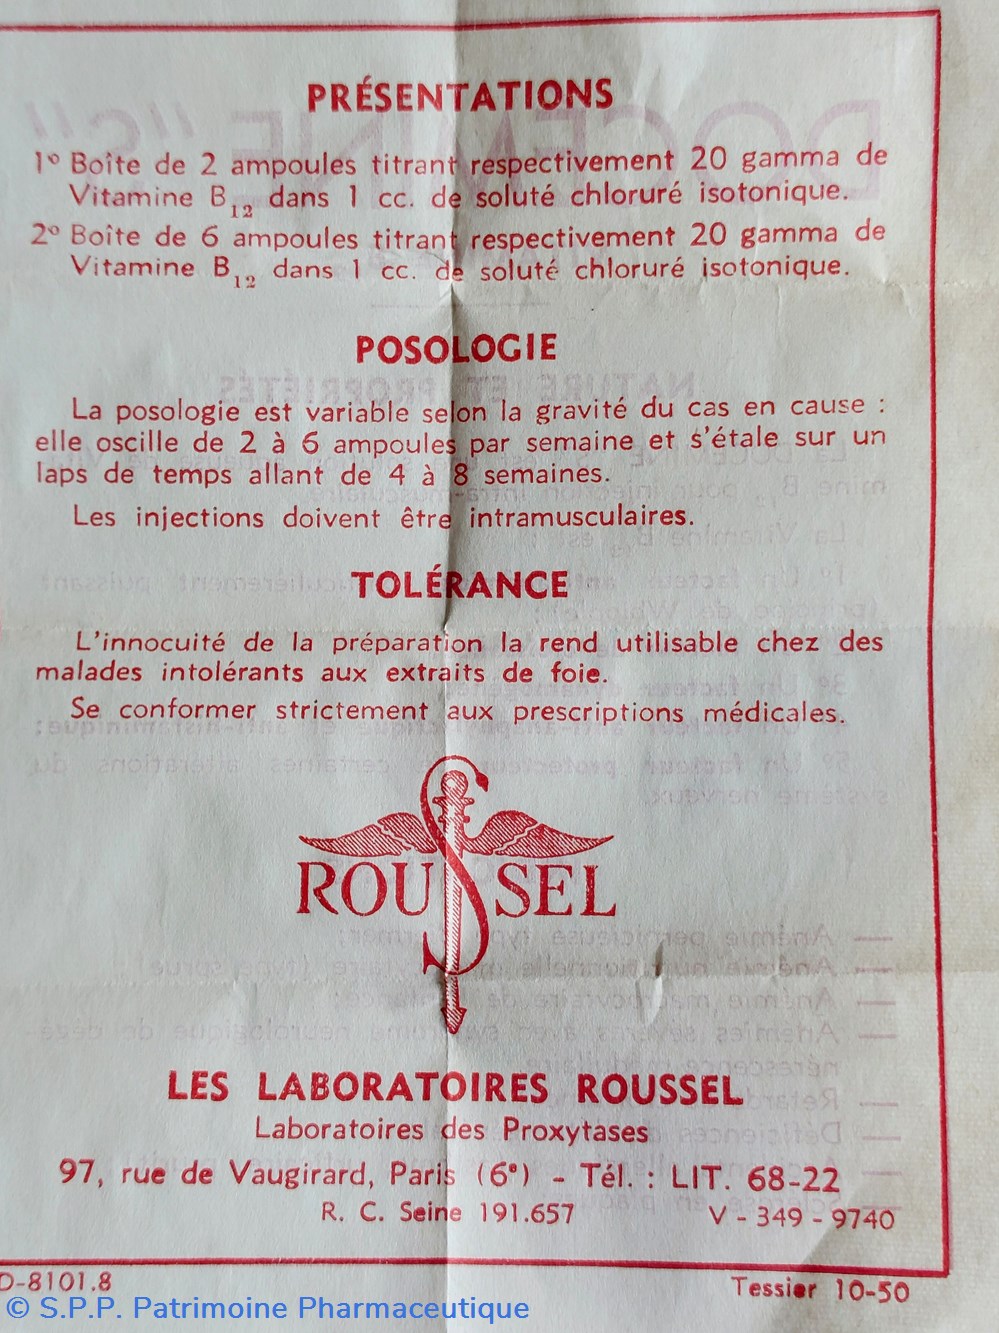 PRÉSENTATIONS
1º Boîte de 2 ampoules titrant respectivement 20 gamma de
Vitamine B12 dans 1 cc. de soluté chloruré isotonique.
2º Boîte de 6 ampoules titrant respectivement 20 gamma de
Vitamine B12 dans 1 cc. de soluté chloruré isotonique.
POSOLOGIE
La posologie est variable selon la gravité du cas en cause :
elle oscille de 2 à 6 ampoules par semaine et s'étale sur un
laps de temps allant de 4 à 8 semaines.
Les injections doivent être intramusculaires.
TOLÉRANCE
L'innocuité de la préparation la rend utilisable chez des
malades intolérants aux extraits de foie.
Se conformer strictement aux prescriptions médicales.
ROUSSEL
LES LABORATOIRES ROUSSEL
Laboratoires des Proxytases
97, rue de Vaugirard, Paris (6e) - Tél. : LIT. 68-22
R. C. Seine 191.657 V - 349 - 9740
D-8101.8 Tessier 10-50
© S.P.P. Patrimoine Pharmaceutique